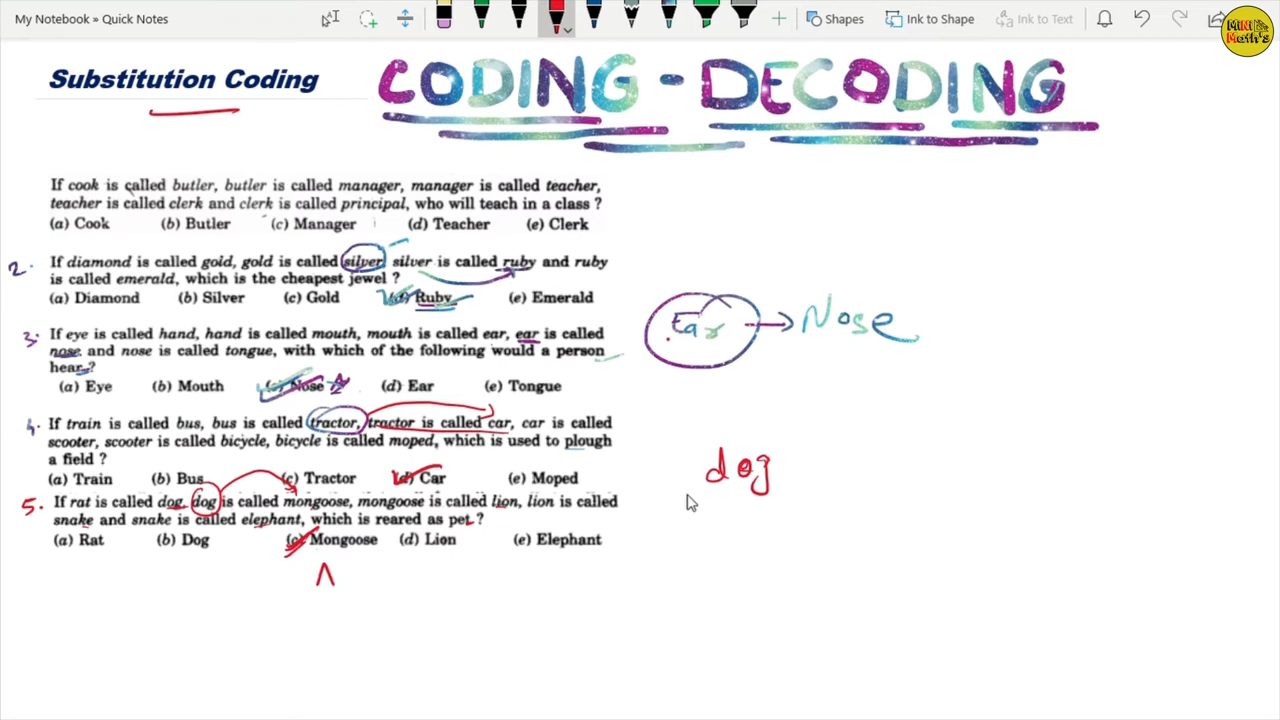 My Notebook » Quick Notes
Shapes
Ink to Shape
Ink to Text
MINI
Math's
Substitution Coding
CODING - DECODING
If cook is called butler, butler is called manager, manager is called teacher,
teacher is called clerk and clerk is called principal, who will teach in a class ?
(a) Cook (b) Butler (c) Manager (d) Teacher (e) Clerk
2. If diamond is called gold, gold is called silver, silver is called ruby and ruby
is called emerald, which is the cheapest jewel ?
(a) Diamond (b) Silver (c) Gold (d) Ruby (e) Emerald
3. If eye is called hand, hand is called mouth, mouth is called ear, ear is called
nose and nose is called tongue, with which of the following would a person
hear ?
(a) Eye (b) Mouth (c) Nose (d) Ear (e) Tongue
Ear → Nose
4. If train is called bus, bus is called tractor, tractor is called car, car is called
scooter, scooter is called bicycle, bicycle is called moped, which is used to plough
a field ?
(a) Train (b) Bus (c) Tractor (d) Car (e) Moped
dog
5. If rat is called dog, dog is called mongoose, mongoose is called lion, lion is called
snake and snake is called elephant, which is reared as pet ?
(a) Rat (b) Dog (c) Mongoose (d) Lion (e) Elephant